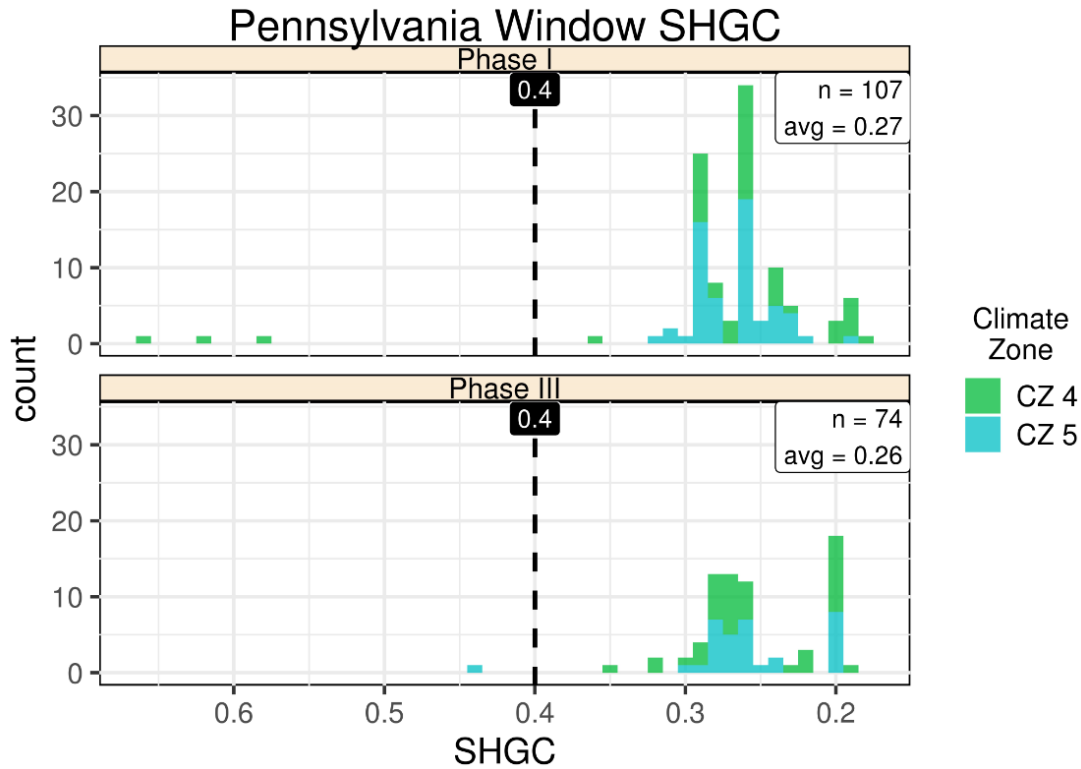 Pennsylvania Window SHGC
Phase I
0.4
n = 107
avg = 0.27
30
20
10
0
Phase III
0.4
n = 74
avg = 0.26
30
20
10
0
count
0.6 0.5 0.4 0.3 0.2
SHGC
Climate
Zone
CZ 4
CZ 5